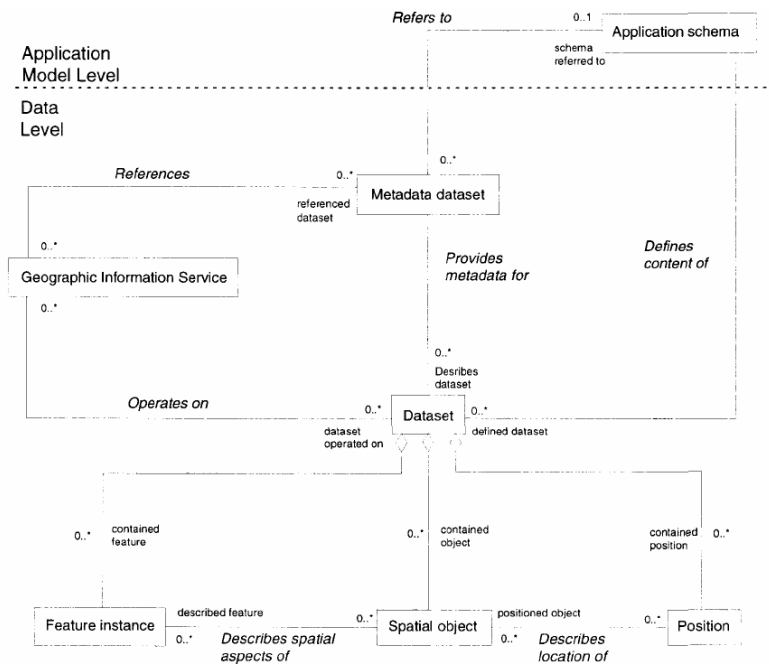 Refers to
0..1
Application schema
schema
referred to
Application
Model Level
Data
Level
References
0..*
0..*
referenced
dataset
Metadata dataset
0..*
Geographic Information Service
0..*
Provides
metadata for
Defines
content of
0..*
Desribes
dataset
Operates on
0..*
Dataset
0..*
dataset
operated on
defined dataset
0..*
contained
feature
0..*
contained
object
contained
position
0..*
Feature instance
described feature
0..*
0..*
Describes spatial
aspects of
Spatial object
positioned object
0..*
0..*
Describes
location of
Position